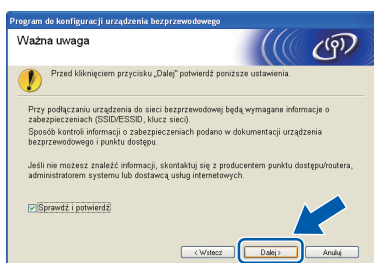 Program do konfiguracji urządzenia bezprzewodowego
Ważna uwaga
Przed kliknięciem przycisku „Dalej" potwierdź poniższe ustawienia.
Przy podłączaniu urządzenia do sieci bezprzewodowej będą wymagane informacje o
zabezpieczeniach (SSID/ESSID, klucz sieci).
Sposób kontroli informacji o zabezpieczeniach podano w dokumentacji urządzenia
bezprzewodowego i punktu dostępu.
Jeśli nie możesz znaleźć informacji, skontaktuj się z producentem punktu dostępu/routera,
administratorem systemu lub dostawcą usług internetowych.
Sprawdź i potwierdź
< Wstecz Dalej > Anuluj